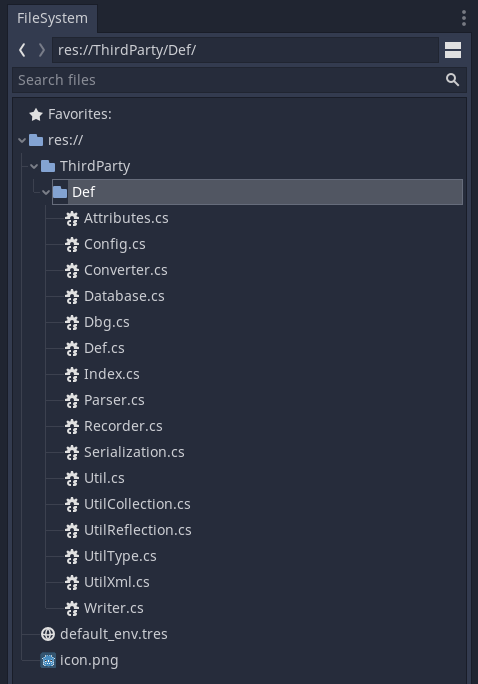 FileSystem
res://ThirdParty/Def/
Search files
Favorites:
res://
ThirdParty
Def
Attributes.cs
Config.cs
Converter.cs
Database.cs
Dbg.cs
Def.cs
Index.cs
Parser.cs
Recorder.cs
Serialization.cs
Util.cs
UtilCollection.cs
UtilReflection.cs
UtilType.cs
UtilXml.cs
Writer.cs
default_env.tres
icon.png